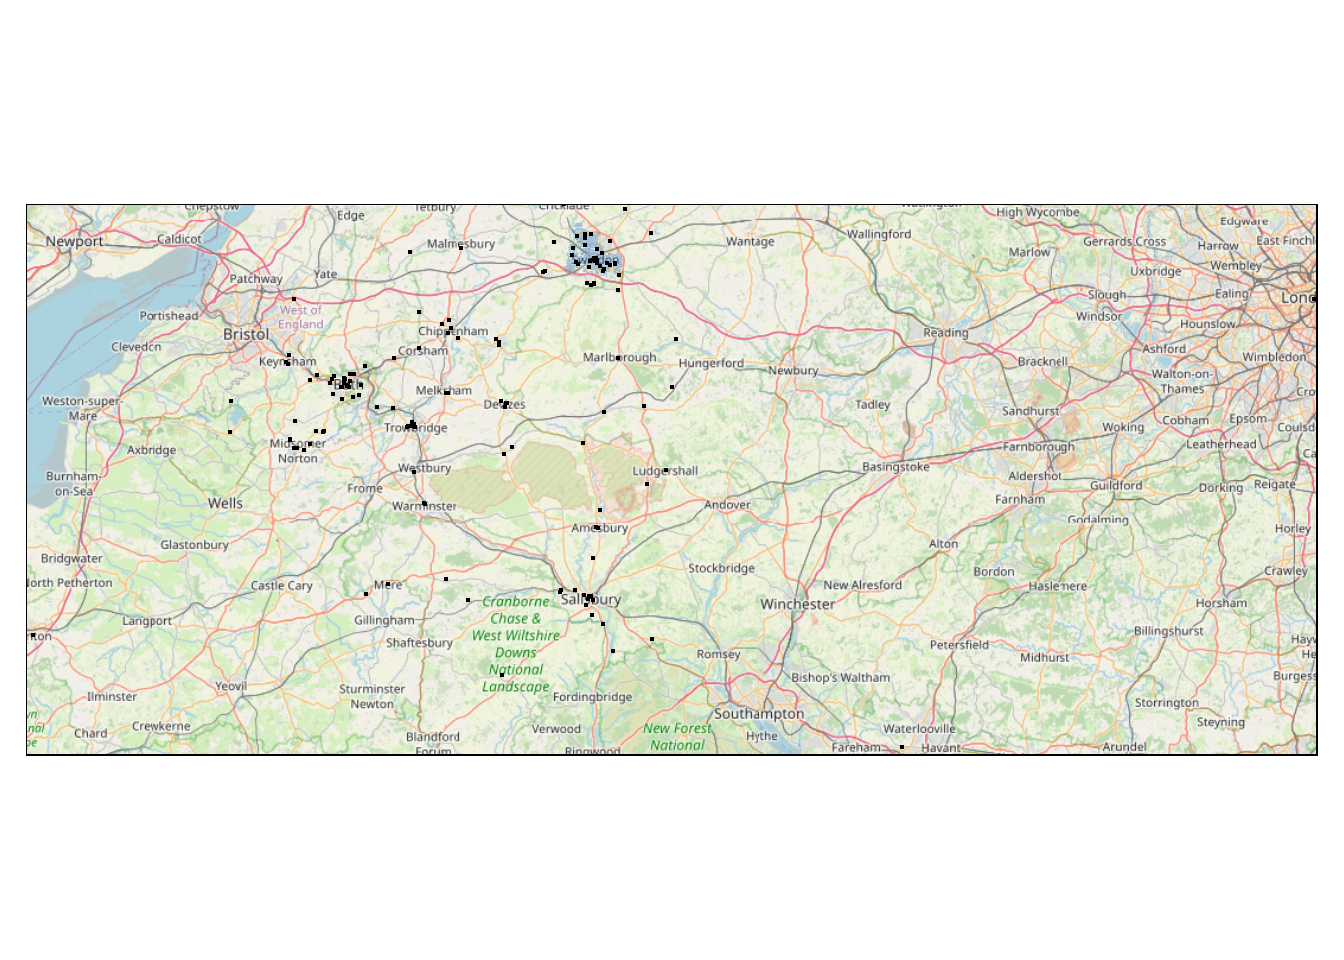 Chepstow
Tetbury
Cricklade
High Wycombe
Edgware
Edge
Newport
Caldicot
Malmesbury
Wantage
Wallingford
Gerrards Cross
Harrow
East Finchl
Marlow
Wembley
Patchway
Yate
Uxbridge
Slough
Ealing
Lon
Portishead
West of
England
Windsor
Hounslow
Bristol
Chippenham
Reading
Clevedon
Corsham
Marlborough
Hungerford
Newbury
Bracknell
Ashford
Wimbledon
Keynsham
Walton-on-
Thames
Cro
Weston-super-
Mare
Melksham
Devizes
Tadley
Sandhurst
Epsom
Couls
Trowbridge
Woking
Cobham
Axbridge
Midsomer
Norton
Farnborough
Leatherhead
Ca
Burnham-
on-Sea
Westbury
Ludgershall
Basingstoke
Aldershot
Guildford
Dorking
Reigate
Frome
Wells
Warminster
Andover
Farnham
Godalming
Amesbury
Horley
Glastonbury
Alton
Bridgwater
Stockbridge
Bordon
Haslemere
Crawley
North Petherton
Castle Cary
Mere
New Alresford
Cranborne
Chase &
West Wiltshire
Downs
National
Landscape
Salisbury
Winchester
Horsham
Langport
Gillingham
Billingshurst
ton
Shaftesbury
Romsey
Petersfield
Midhurst
Hayw
He
Bishop's Waltham
Burgess
Ilminster
Yeovil
Sturminster
Newton
Fordingbridge
Southampton
Storrington
Chard
Crewkerne
Blandford
Forum
Verwood
New Forest
National
Hythe
Waterlooville
Steyning
Ringwood
Fareham
Havant
Arundel